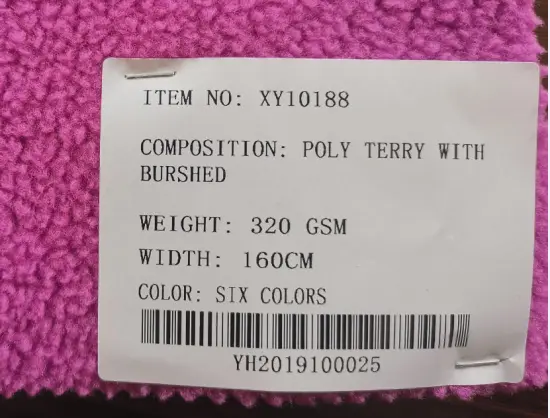 ITEM NO: XY10188
COMPOSITION: POLY TERRY WITH
BURSHED
WEIGHT: 320 GSM
WIDTH: 160CM
COLOR: SIX COLORS
YH2019100025